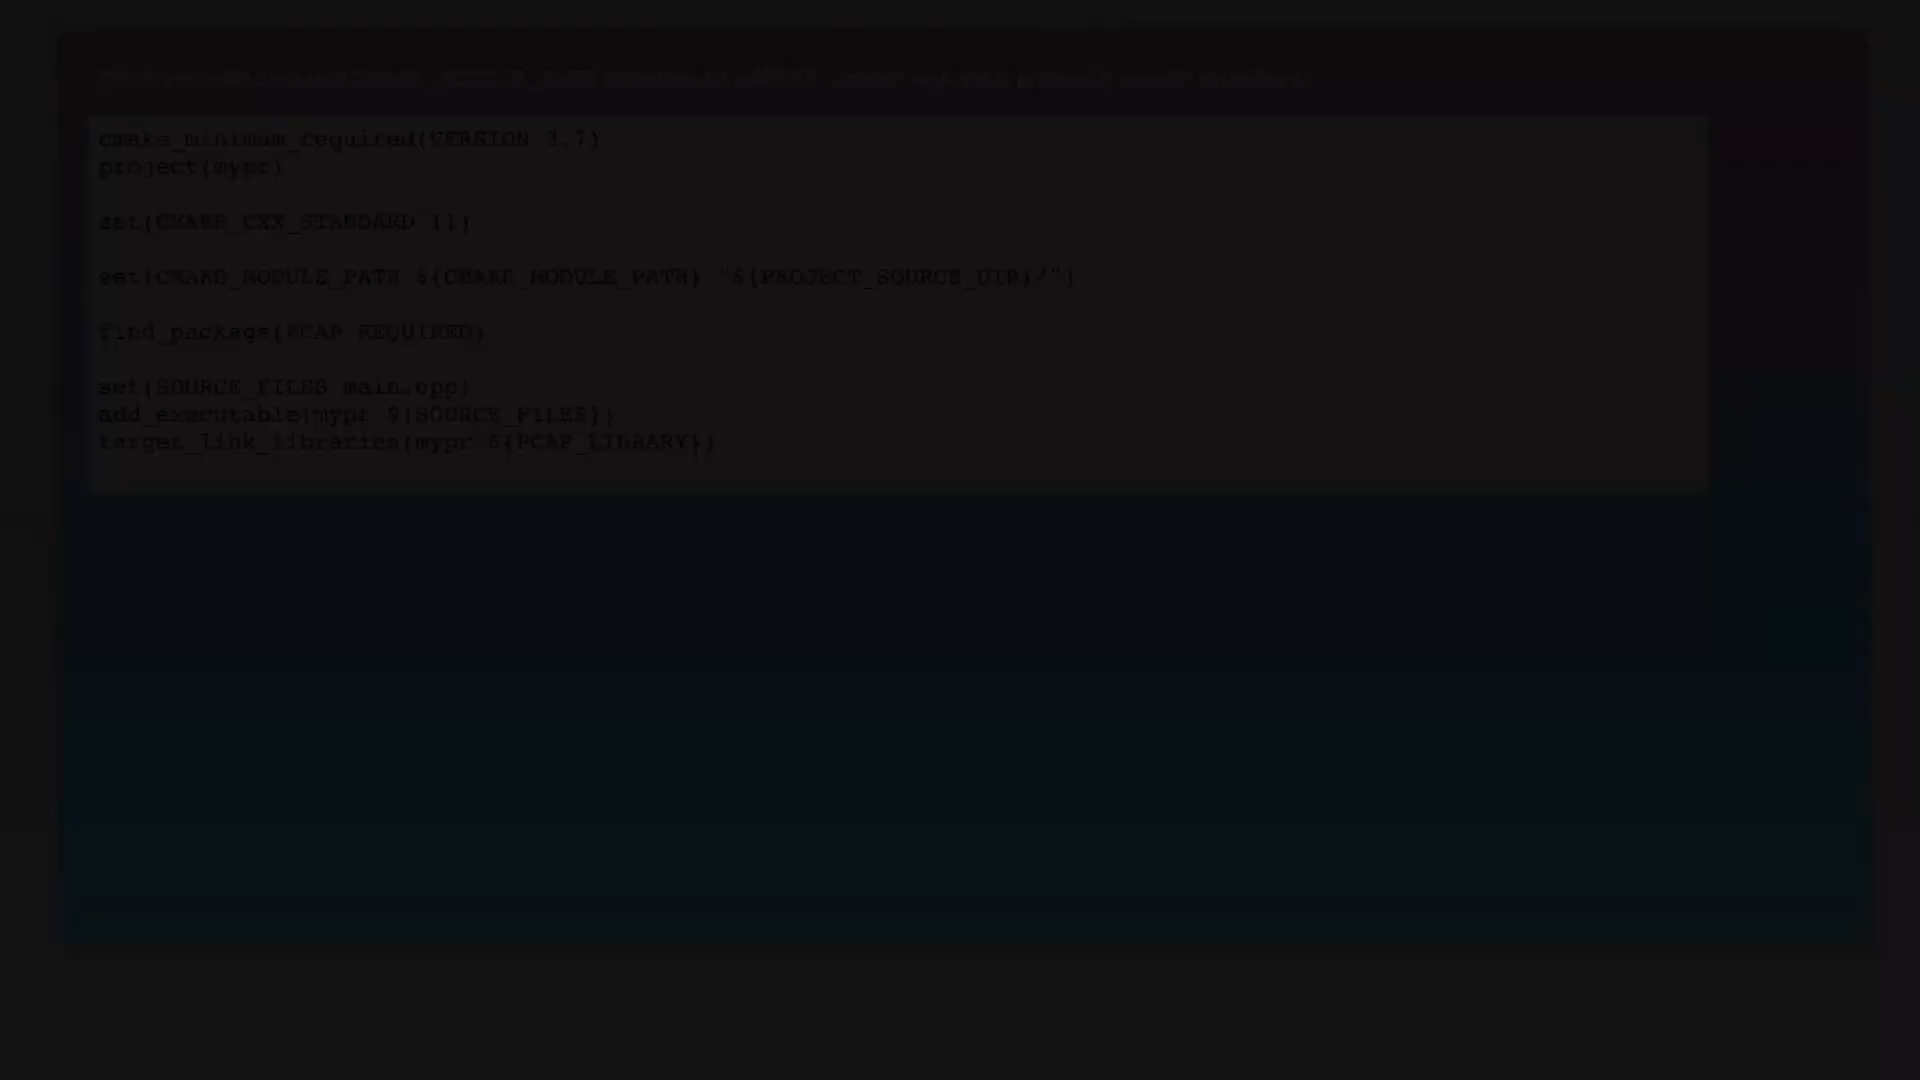 cmake_minimum_required(VERSION 3.7)
project(mypr)
set(CMAKE_CXX_STANDARD 11)
set(CMAKE_MODULE_PATH ${CMAKE_MODULE_PATH} "${PROJECT_SOURCE_DIR}/")
find_package(PCAP REQUIRED)
set(SOURCE_FILES main.cpp)
add_executable(mypr ${SOURCE_FILES})
target_link_libraries(mypr ${PCAP_LIBRARY})